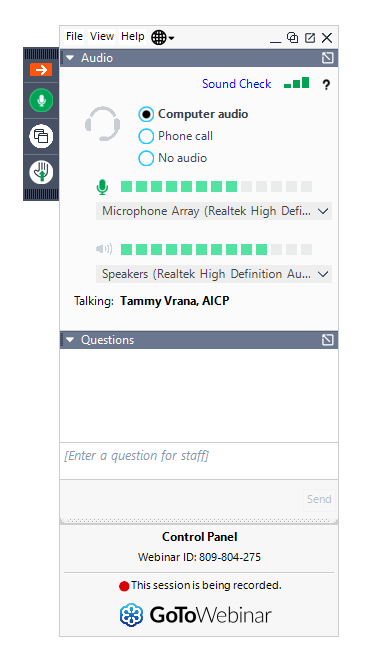 File View Help
Audio
Sound Check ?
Computer audio
Phone call
No audio
Microphone Array (Realtek High Defi...
Speakers (Realtek High Definition Au...
Talking: Tammy Vrana, AICP
Questions
[Enter a question for staff]
Send
Control Panel
Webinar ID: 809-804-275
This session is being recorded.
GoToWebinar